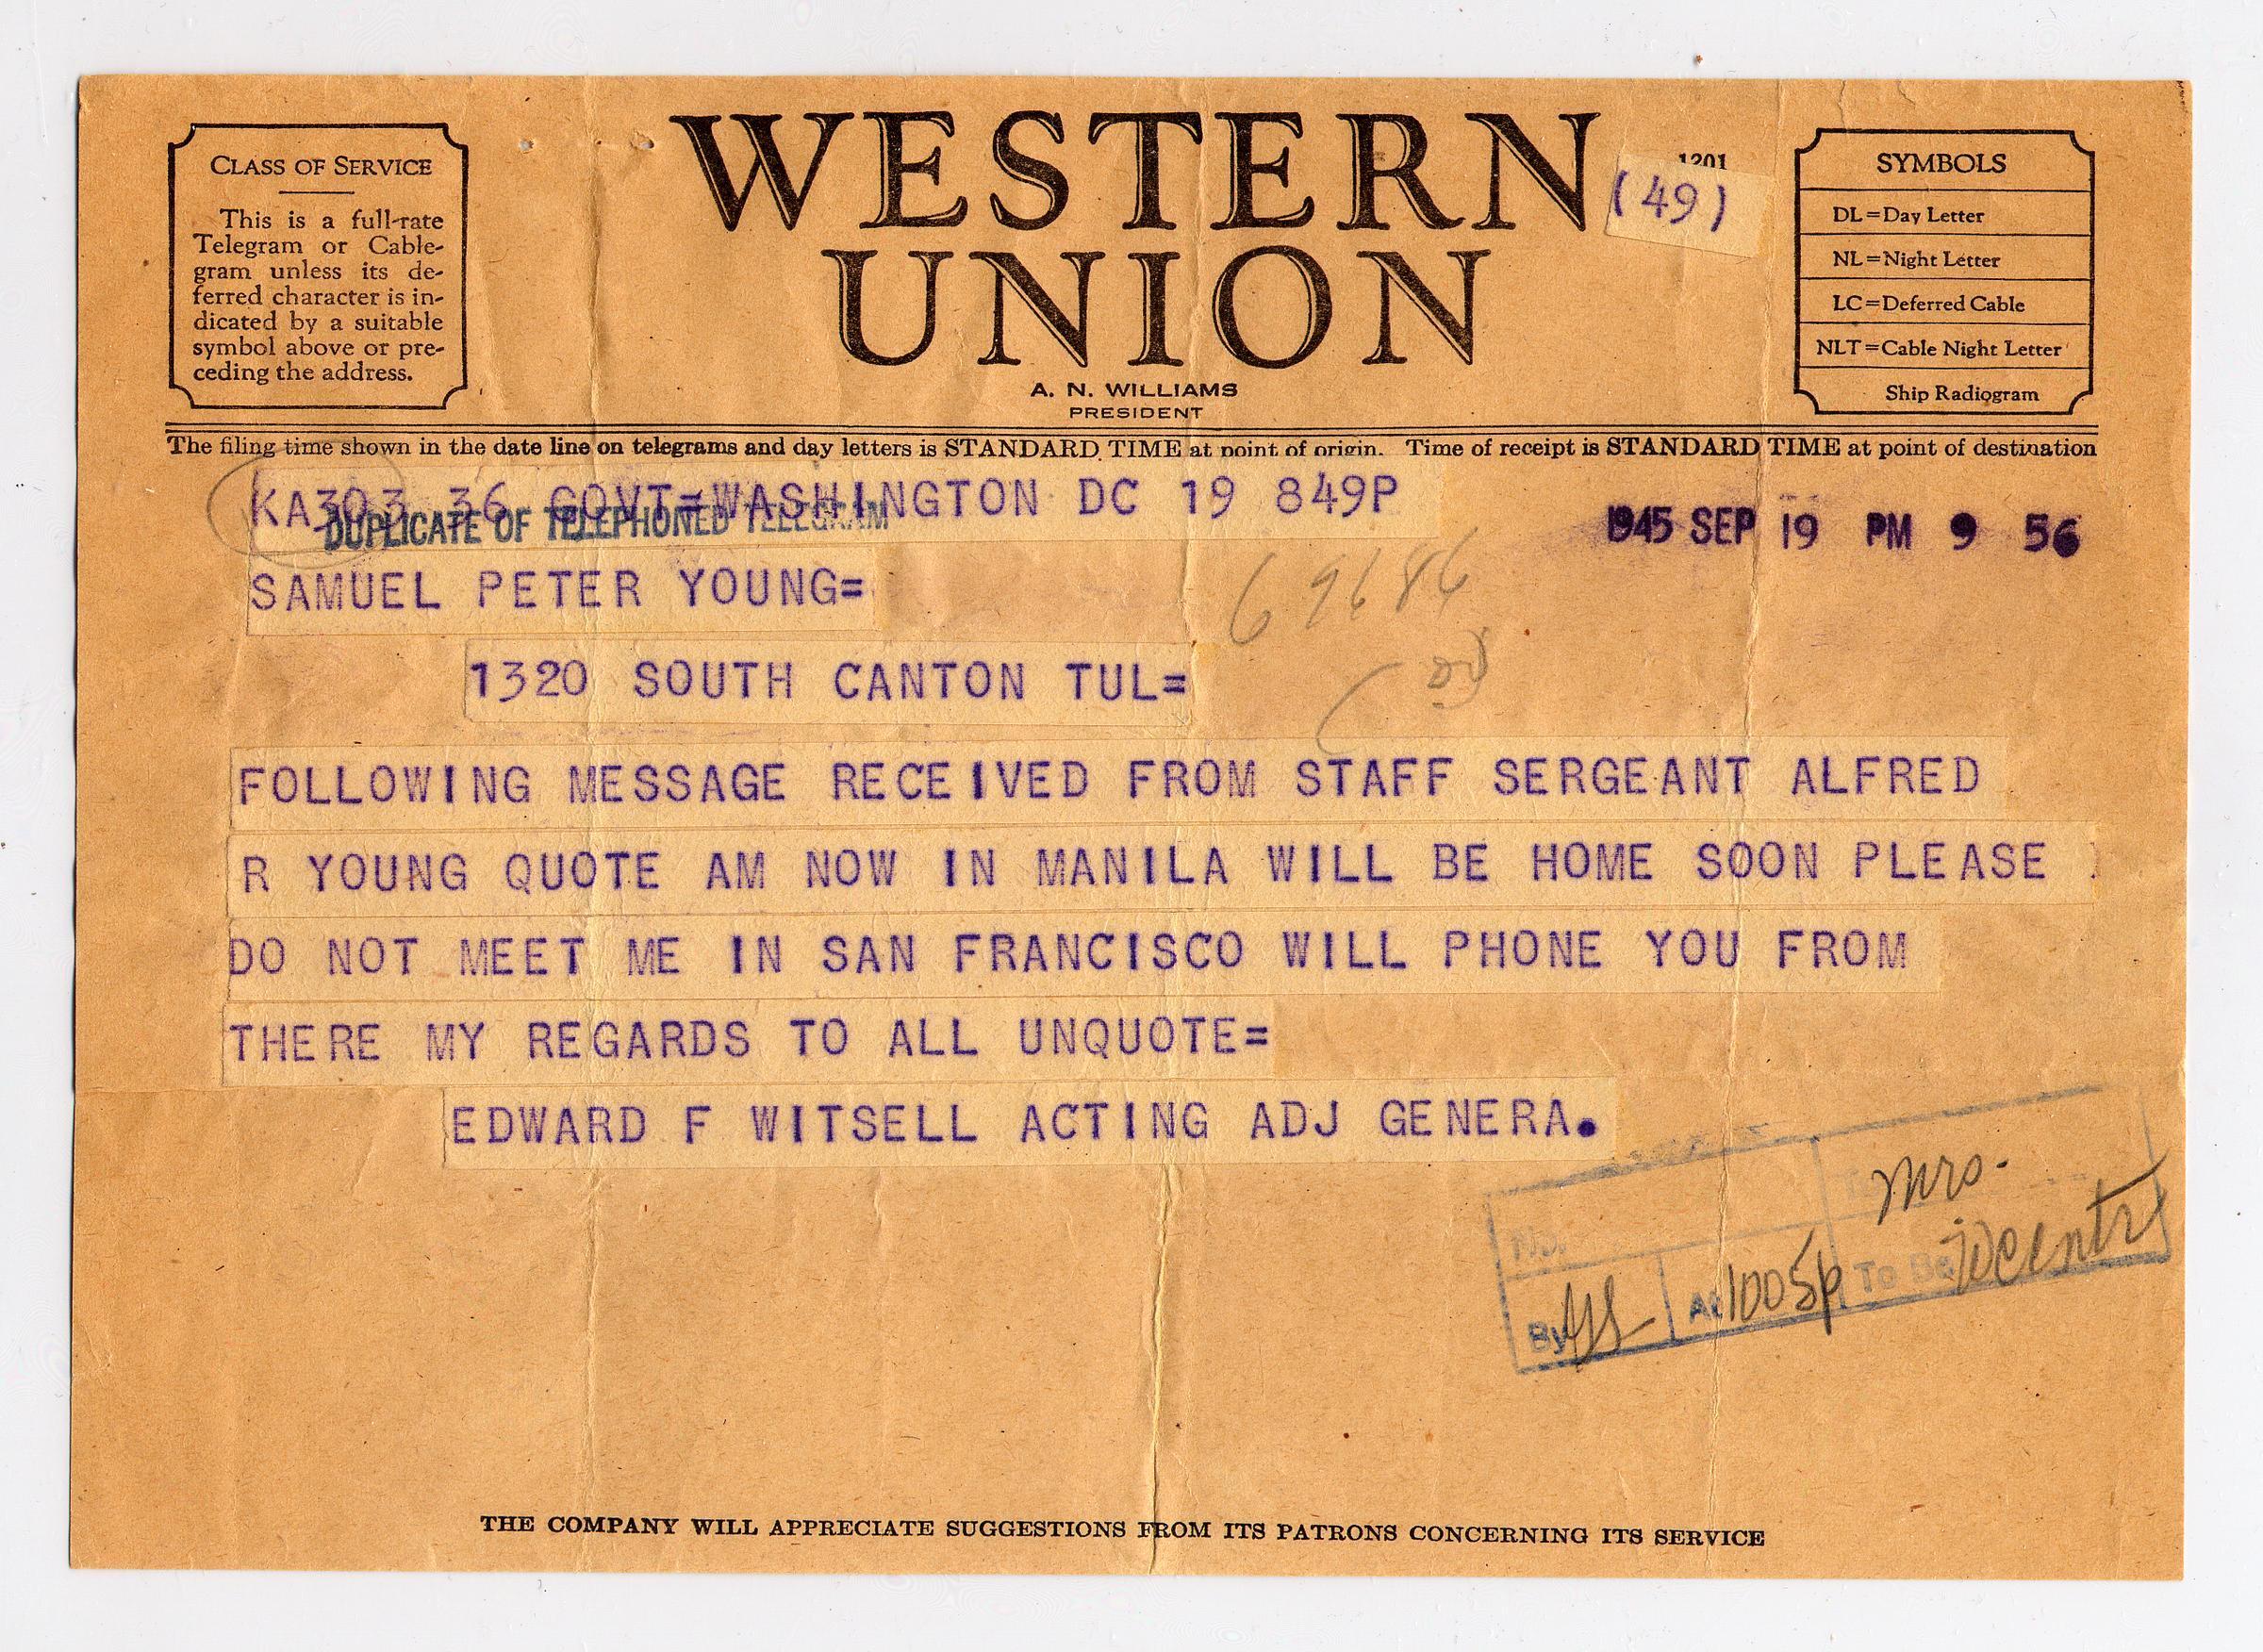 CLASS OF SERVICE
This is a full-rate
Telegram or Cable-
gram unless its de-
ferred character is in-
dicated by a suitable
symbol above or pre-
ceding the address.
WESTERN
UNION
A. N. WILLIAMS
PRESIDENT
1201
(49)
SYMBOLS
DL=Day Letter
NL=Night Letter
LC=Deferred Cable
NLT=Cable Night Letter
Ship Radiogram
The filing time shown in the date line on telegrams and day letters is STANDARD TIME at point of origin. Time of receipt is STANDARD TIME at point of destination
KA303 36 GOVT=WASHINGTON DC 19 849P
DUPLICATE OF TELEPHONED TELEGRAM
1945 SEP 19 PM 9 56
SAMUEL PETER YOUNG=
69686
1320 SOUTH CANTON TUL=
FOLLOWING MESSAGE RECEIVED FROM STAFF SERGEANT ALFRED
R YOUNG QUOTE AM NOW IN MANILA WILL BE HOME SOON PLEASE
DO NOT MEET ME IN SAN FRANCISCO WILL PHONE YOU FROM
THERE MY REGARDS TO ALL UNQUOTE=
EDWARD F WITSELL ACTING ADJ GENERA.
Mrs.
No.
By At 1005p To Be
THE COMPANY WILL APPRECIATE SUGGESTIONS FROM ITS PATRONS CONCERNING ITS SERVICE